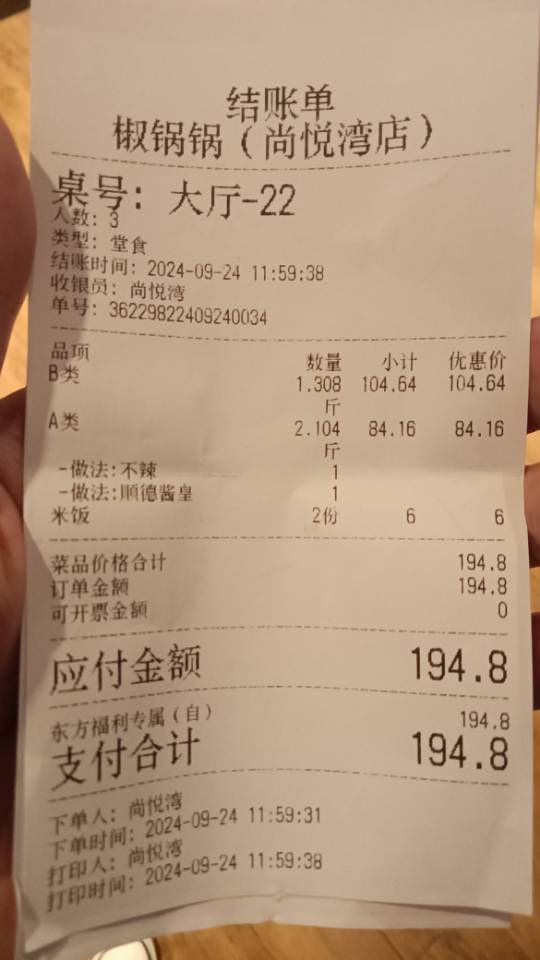 结账单
椒锅锅(尚悦湾店)
桌号: 大厅-22
人数: 3
类型: 堂食
结账时间: 2024-09-24 11:59:38
收银员: 尚悦湾
单号: 36229822409240034
品项 数量 小计 优惠价
B类 1.308 104.64 104.64
斤
A类 2.104 84.16 84.16
斤
-做法:不辣 1
-做法:顺德酱皇 1
米饭 2份 6 6
菜品价格合计 194.8
订单金额 194.8
可开票金额 0
应付金额 194.8
东方福利专属(自) 194.8
支付合计 194.8
下单人: 尚悦湾
下单时间: 2024-09-24 11:59:31
打印人: 尚悦湾
打印时间: 2024-09-24 11:59:38